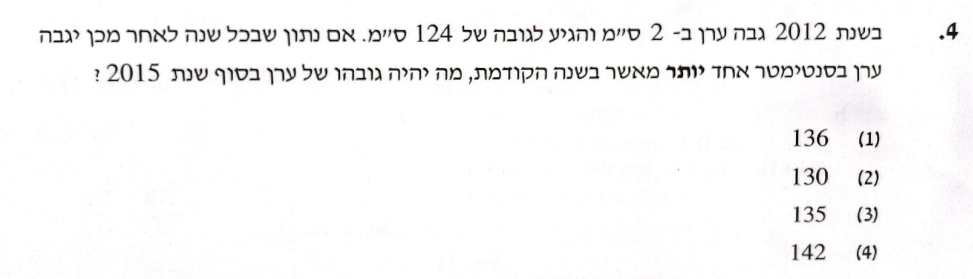 4. בשנת 2012 גבה ערן ב- 2 ס״מ והגיע לגובה של 124 ס״מ. אם נתון שבכל שנה לאחר מכן יגבה
ערן בסנטימטר אחד יותר מאשר בשנה הקודמת, מה יהיה גובהו של ערן בסוף שנת 2015 ?
(1) 136
(2) 130
(3) 135
(4) 142